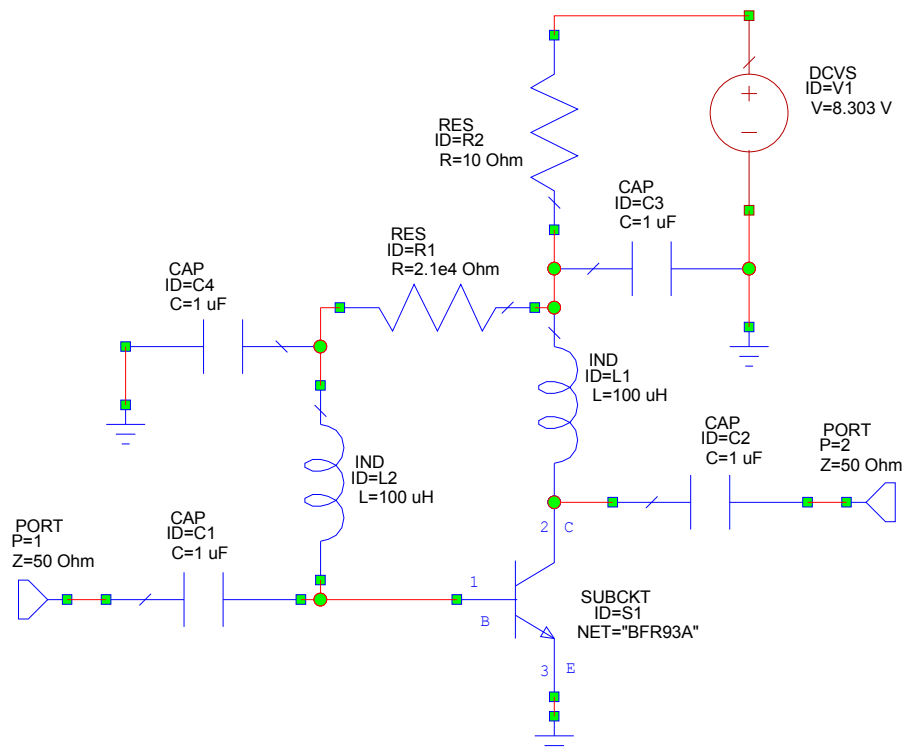 DCVS
ID=V1
V=8.303 V
RES
ID=R2
R=10 Ohm
CAP
ID=C3
C=1 uF
RES
ID=R1
R=2.1e4 Ohm
CAP
ID=C4
C=1 uF
IND
ID=L1
L=100 uH
CAP
ID=C2
C=1 uF
PORT
P=2
Z=50 Ohm
IND
ID=L2
L=100 uH
CAP
ID=C1
C=1 uF
PORT
P=1
Z=50 Ohm
2 C
1
B
3 E
SUBCKT
ID=S1
NET="BFR93A"